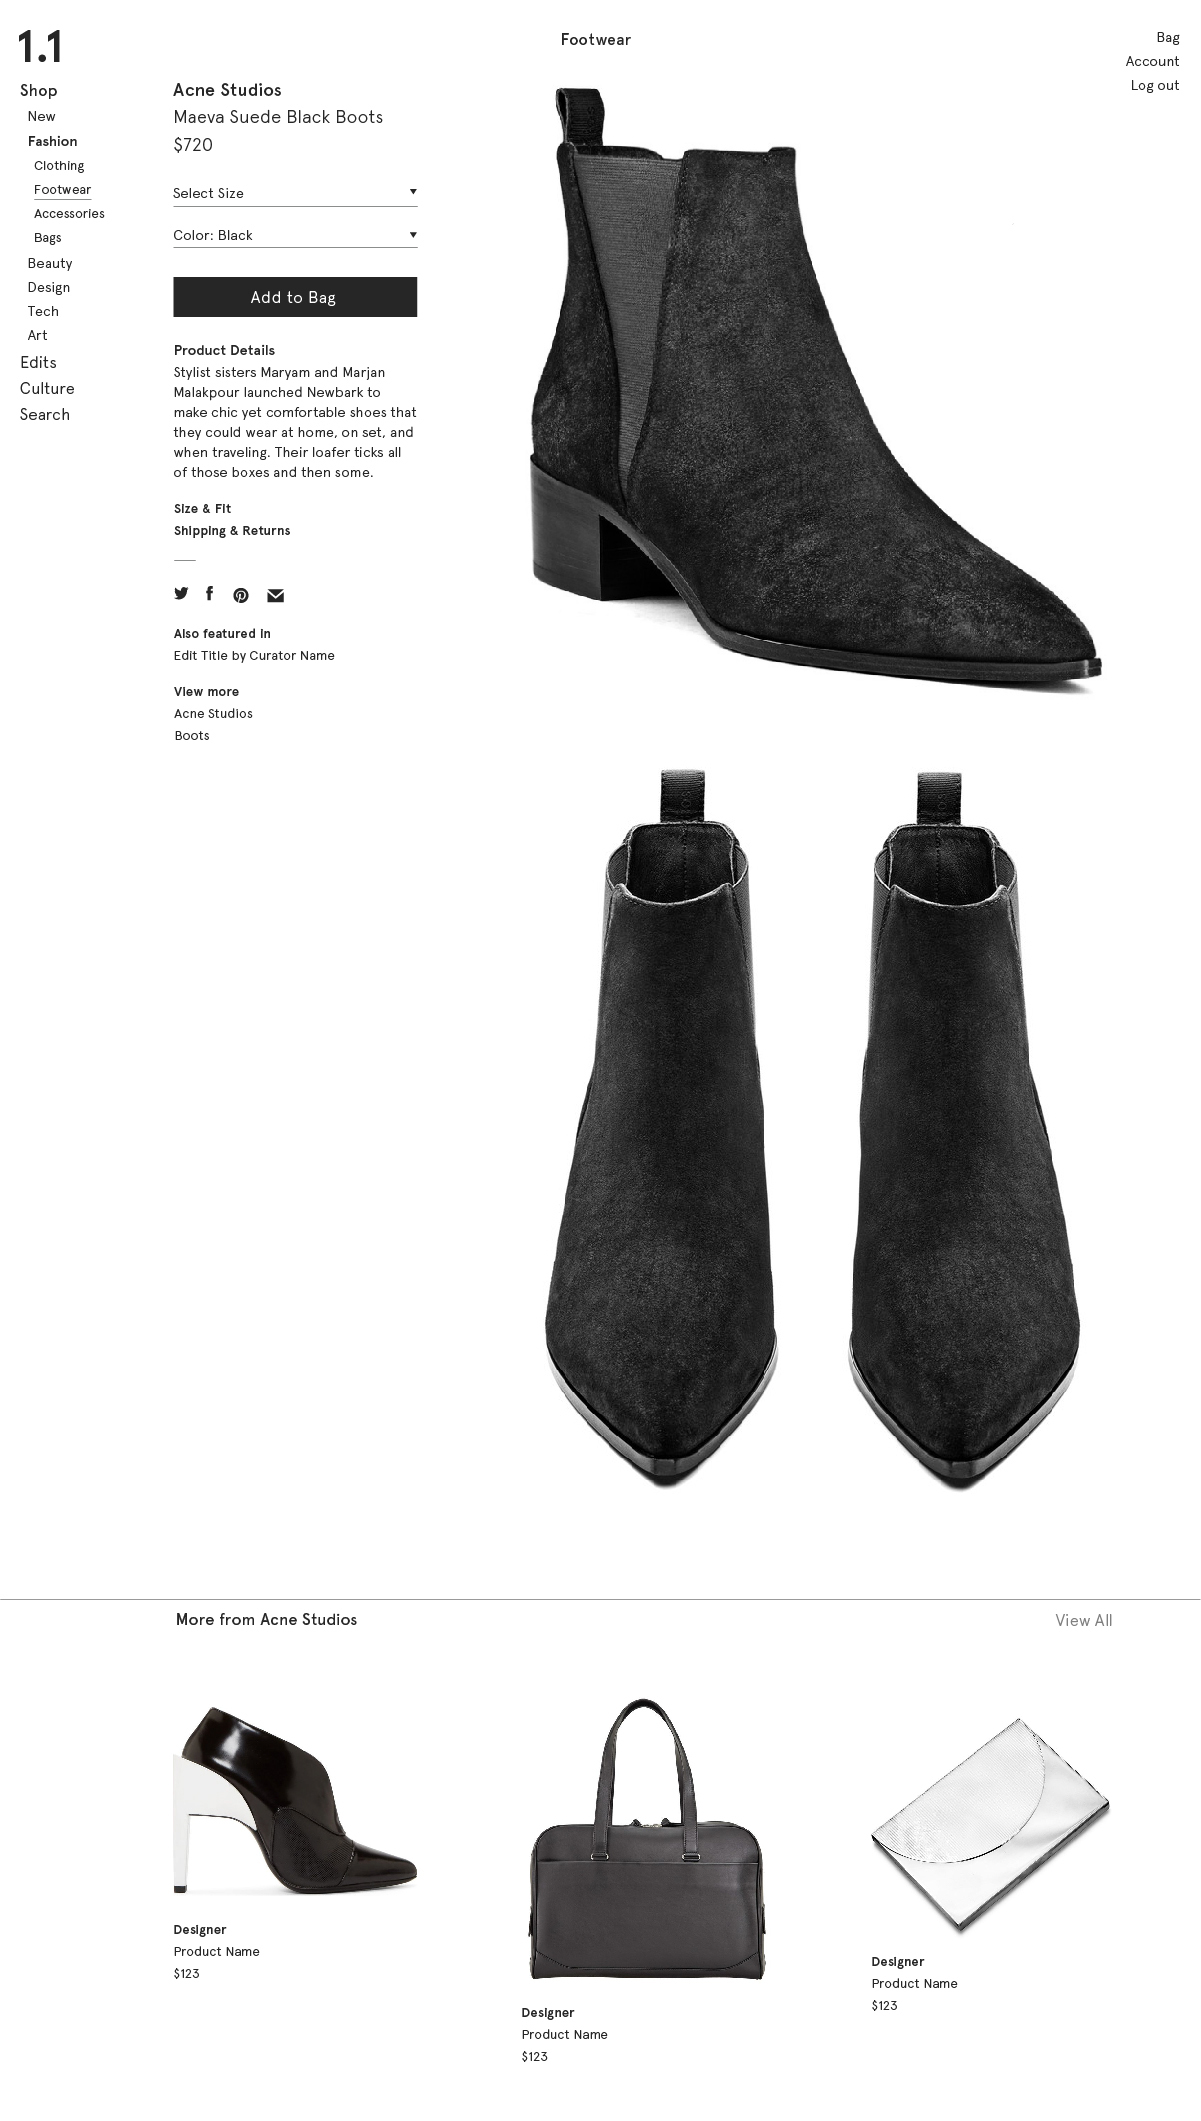 1.1
Footwear
Bag
Account
Log out
Shop
New
Fashion
Clothing
Footwear
Accessories
Bags
Beauty
Design
Tech
Art
Edits
Culture
Search
Acne Studios
Maeva Suede Black Boots
$720
Select Size
Color: Black
Add to Bag
Product Details
Stylist sisters Maryam and Marjan
Malakpour launched Newbark to
make chic yet comfortable shoes that
they could wear at home, on set, and
when traveling. Their loafer ticks all
of those boxes and then some.
Size & Fit
Shipping & Returns
Also featured in
Edit Title by Curator Name
View more
Acne Studios
Boots
More from Acne Studios
View All
Designer
Product Name
$123
Designer
Product Name
$123
Designer
Product Name
$123